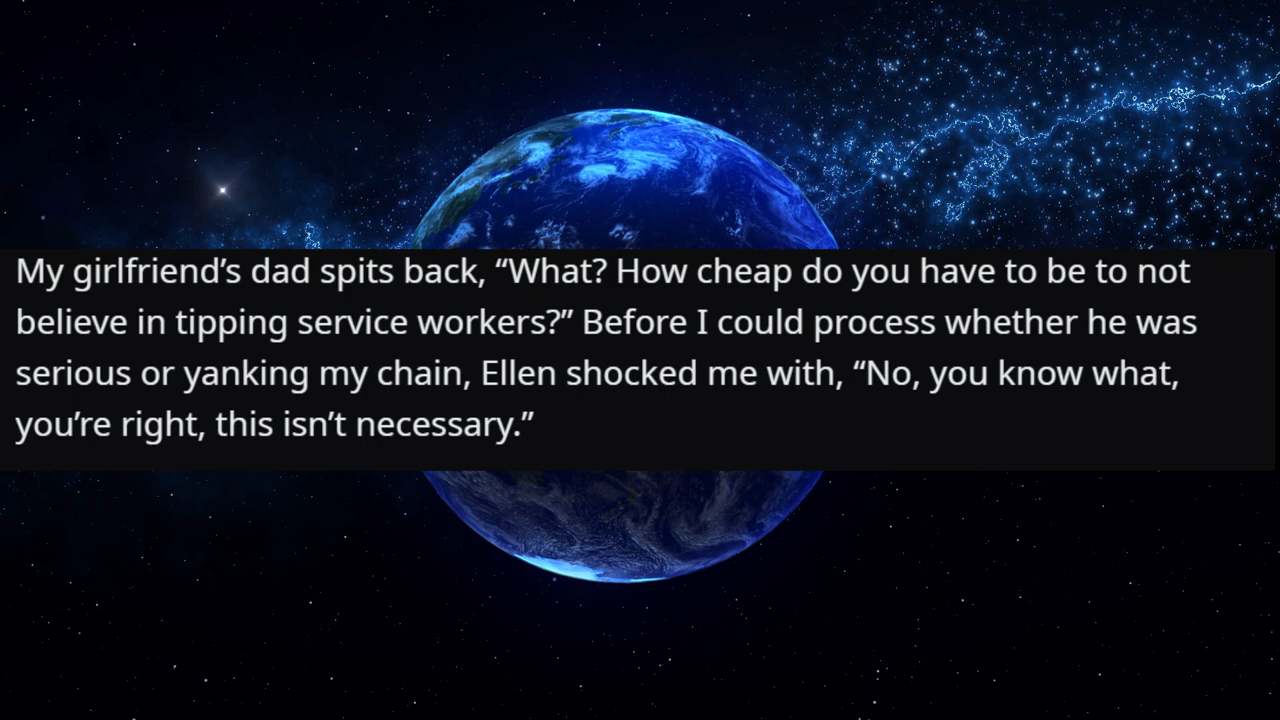 My girlfriend’s dad spits back, “What? How cheap do you have to be to not
believe in tipping service workers?” Before I could process whether he was
serious or yanking my chain, Ellen shocked me with, “No, you know what,
you’re right, this isn’t necessary.”